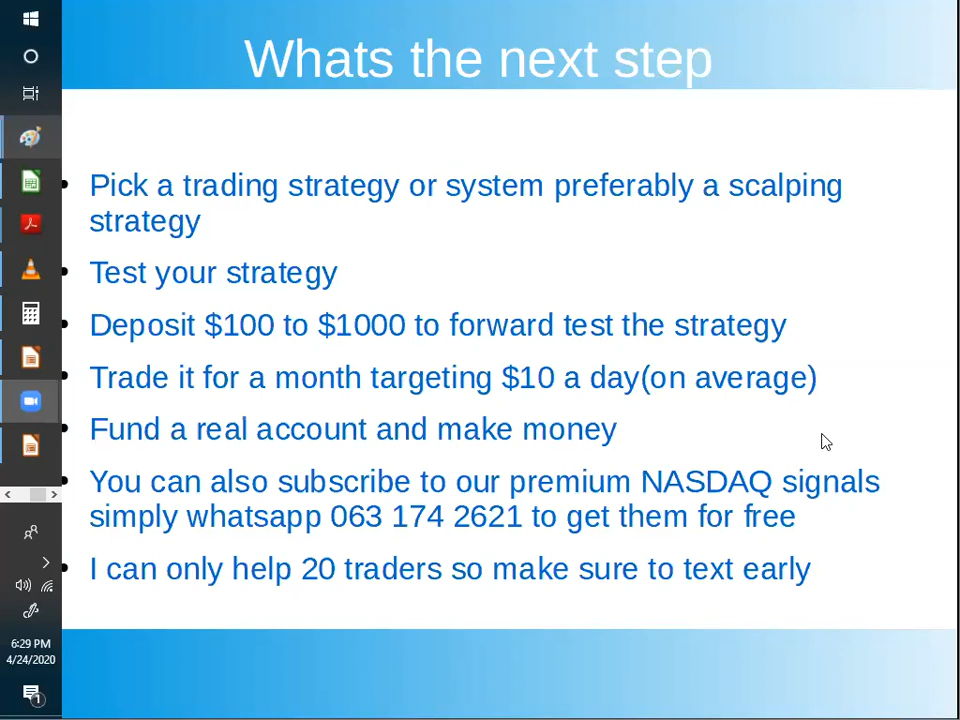 Whats the next step
Pick a trading strategy or system preferably a scalping
strategy
Test your strategy
Deposit $100 to $1000 to forward test the strategy
Trade it for a month targeting $10 a day(on average)
Fund a real account and make money
You can also subscribe to our premium NASDAQ signals
simply whatsapp 063 174 2621 to get them for free
I can only help 20 traders so make sure to text early
6:29 PM
4/24/2020
1